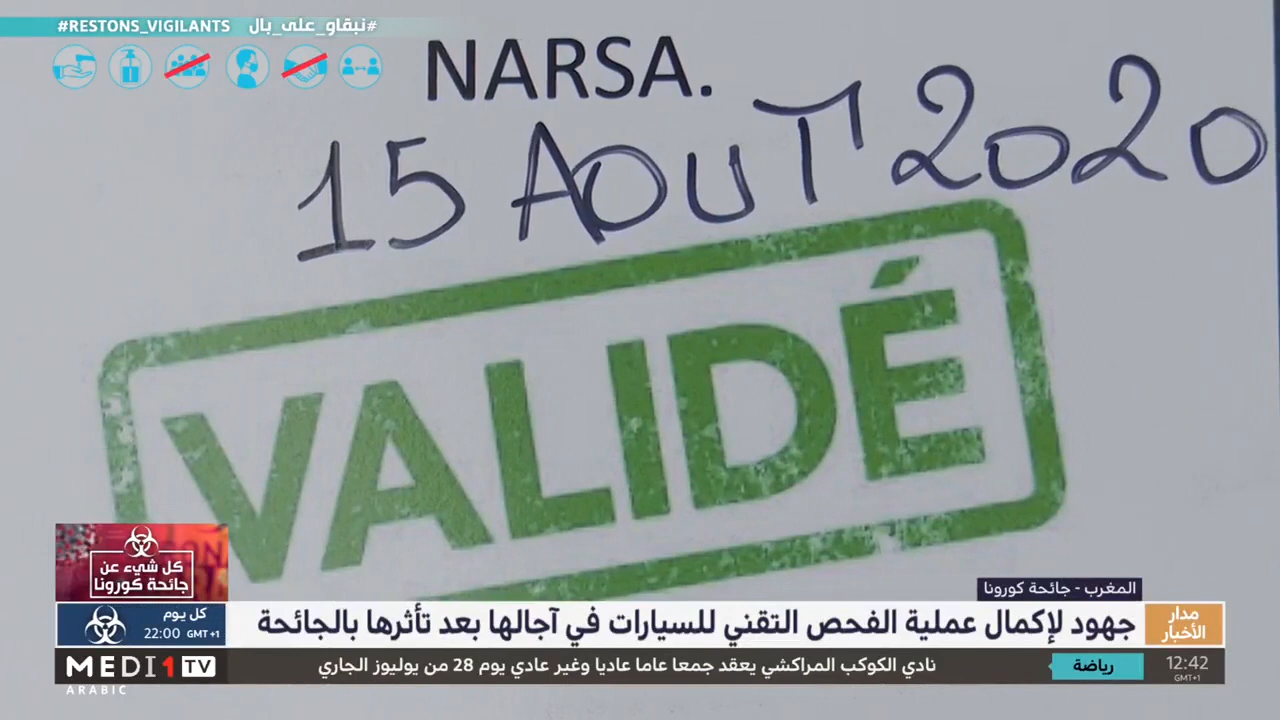 #RESTONS_VIGILANTS #نبقاو_على_بال
NARSA.
15 AOUT 2020
VALIDÉ
كل شيء عن
جائحة كورونا
المغرب - جائحة كورونا
كل يوم
22:00 GMT+1
جهود لإكمال عملية الفحص التقني للسيارات في آجالها بعد تأثرها بالجائحة
مدار
الأخبار
MEDI1TV
ARABIC
نادي الكوكب المراكشي يعقد جمعا عاما عاديا وغير عادي يوم 28 من يوليوز الجاري
رياضة
12:42
GMT+1